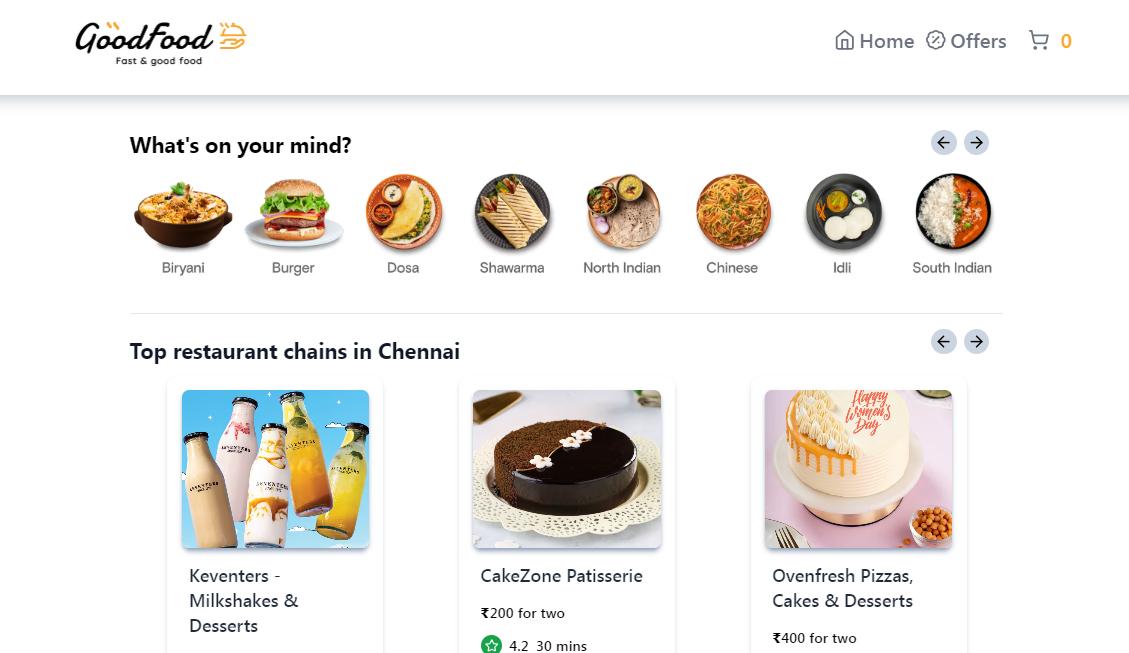 GoodFood
Fast & good food
Home
Offers
0
What's on your mind?
Biryani
Burger
Dosa
Shawarma
North Indian
Chinese
Idli
South Indian
Top restaurant chains in Chennai
KEVENTERS
Happy
Women's
Day
Keventers -
Milkshakes &
Desserts
CakeZone Patisserie
₹200 for two
4.2 30 mins
Ovenfresh Pizzas,
Cakes & Desserts
₹400 for two